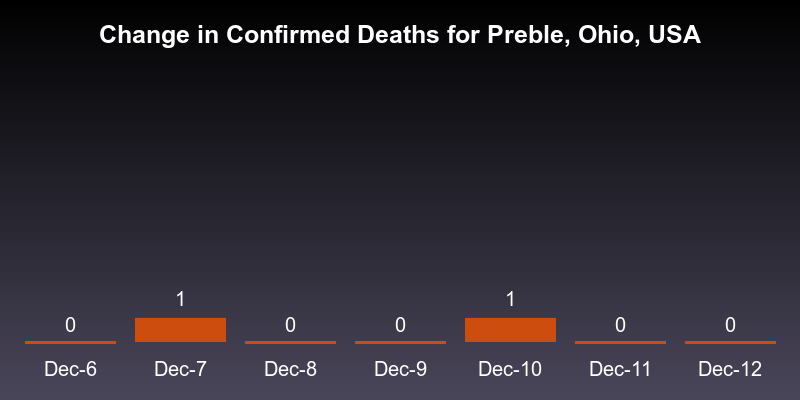 Change in Confirmed Deaths for Preble, Ohio, USA
0 1 0 0 1 0 0
Dec-6 Dec-7 Dec-8 Dec-9 Dec-10 Dec-11 Dec-12